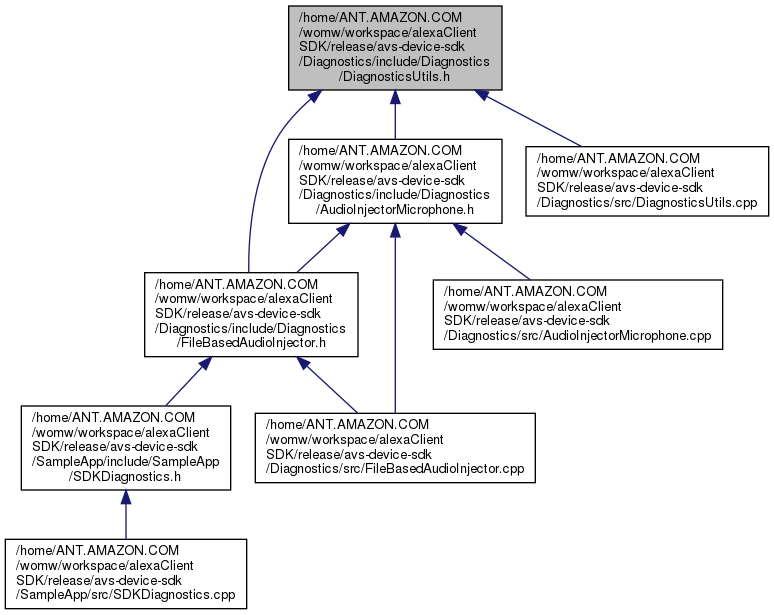 /home/ANT.AMAZON.COM
/womw/workspace/alexaClient
SDK/release/avs-device-sdk
/Diagnostics/include/Diagnostics
/DiagnosticsUtils.h
/home/ANT.AMAZON.COM
/womw/workspace/alexaClient
SDK/release/avs-device-sdk
/Diagnostics/include/Diagnostics
/AudioInjectorMicrophone.h
/home/ANT.AMAZON.COM
/womw/workspace/alexaClient
SDK/release/avs-device-sdk
/Diagnostics/src/DiagnosticsUtils.cpp
/home/ANT.AMAZON.COM
/womw/workspace/alexaClient
SDK/release/avs-device-sdk
/Diagnostics/include/Diagnostics
/FileBasedAudioInjector.h
/home/ANT.AMAZON.COM
/womw/workspace/alexaClient
SDK/release/avs-device-sdk
/Diagnostics/src/AudioInjectorMicrophone.cpp
/home/ANT.AMAZON.COM
/womw/workspace/alexaClient
SDK/release/avs-device-sdk
/SampleApp/include/SampleApp
/SDKDiagnostics.h
/home/ANT.AMAZON.COM
/womw/workspace/alexaClient
SDK/release/avs-device-sdk
/Diagnostics/src/FileBasedAudioInjector.cpp
/home/ANT.AMAZON.COM
/womw/workspace/alexaClient
SDK/release/avs-device-sdk
/SampleApp/src/SDKDiagnostics.cpp